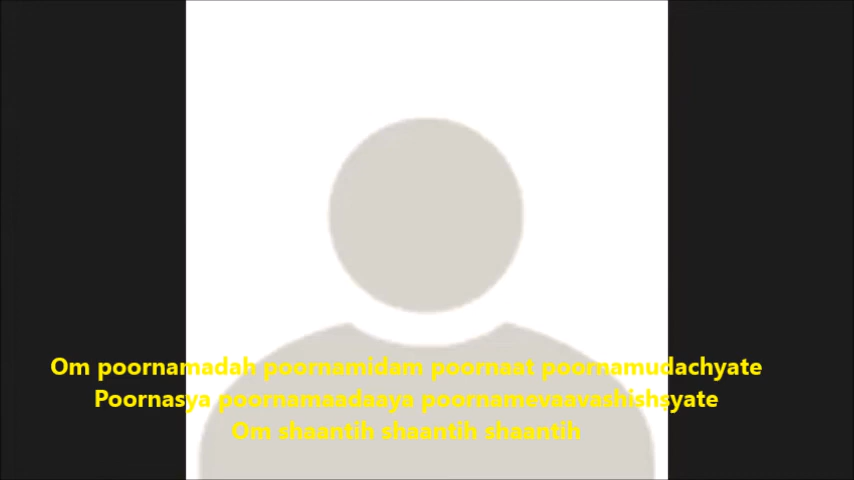 Om poornamadah poornamidam poornaat poornamudachyate
Poornasya poornamaadaaya poornamevaavashishsyate
Om shaantih shaantih shaantih